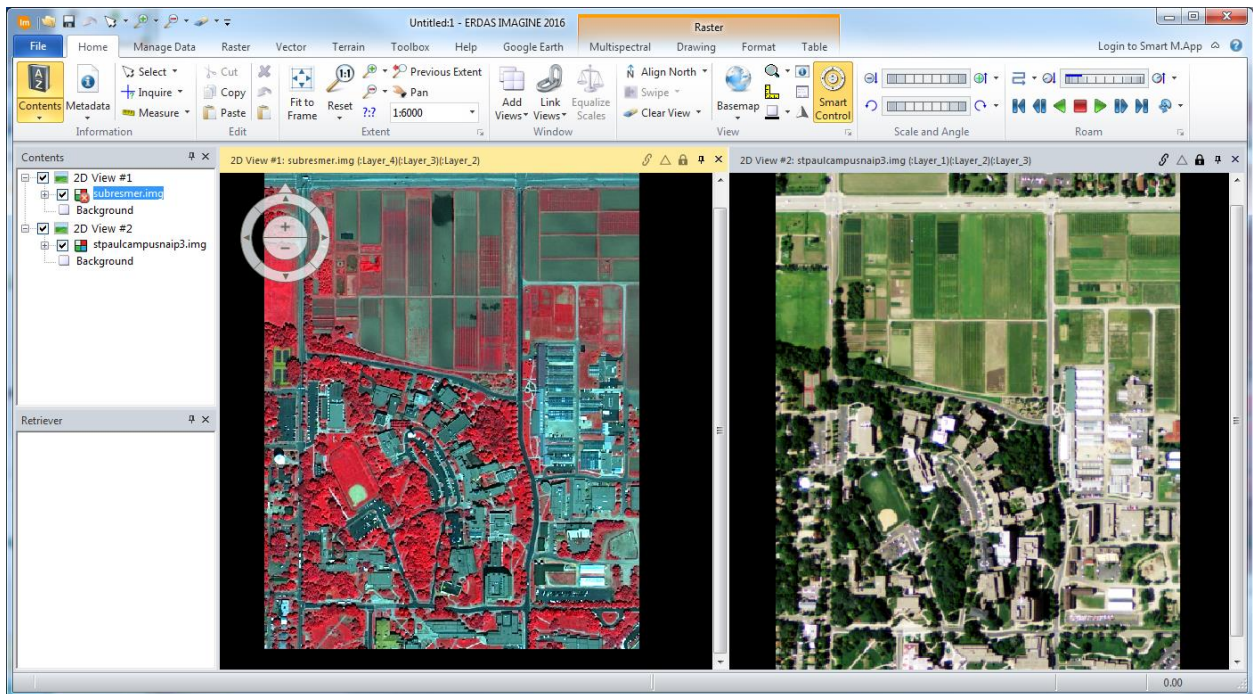 Untitled:1 - ERDAS IMAGINE 2016
Raster
File Home Manage Data Raster Vector Terrain Toolbox Help Google Earth Multispectral Drawing Format Table Login to Smart M.App
Contents
Metadata
Select
Inquire
Measure
Information
Cut
Copy
Paste
Edit
Fit to
Frame
1:1
Reset
Previous Extent
Pan
?:?
1:6000
Extent
Add
Views
Link
Views
Equalize
Scales
Window
Align North
Swipe
Clear View
Basemap
Smart
Control
View
Scale and Angle
Roam
Contents
2D View #1
subresmer.img
Background
2D View #2
stpaulcampusnaip3.img
Background
Retriever
2D View #1: subresmer.img (:Layer_4)(:Layer_3)(:Layer_2)
2D View #2: stpaulcampusnaip3.img (:Layer_1)(:Layer_2)(:Layer_3)
0.00